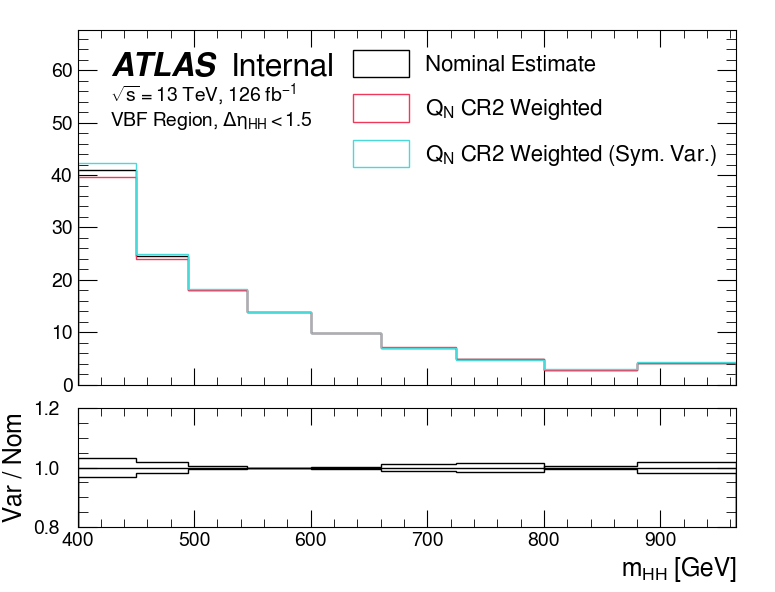 ATLAS Internal
√s = 13 TeV, 126 fb⁻¹
VBF Region, Δη_HH < 1.5
Nominal Estimate
Q_N CR2 Weighted
Q_N CR2 Weighted (Sym. Var.)
60
50
40
30
20
10
0
Var / Nom
1.2
1.0
0.8
400 500 600 700 800 900
m_HH [GeV]